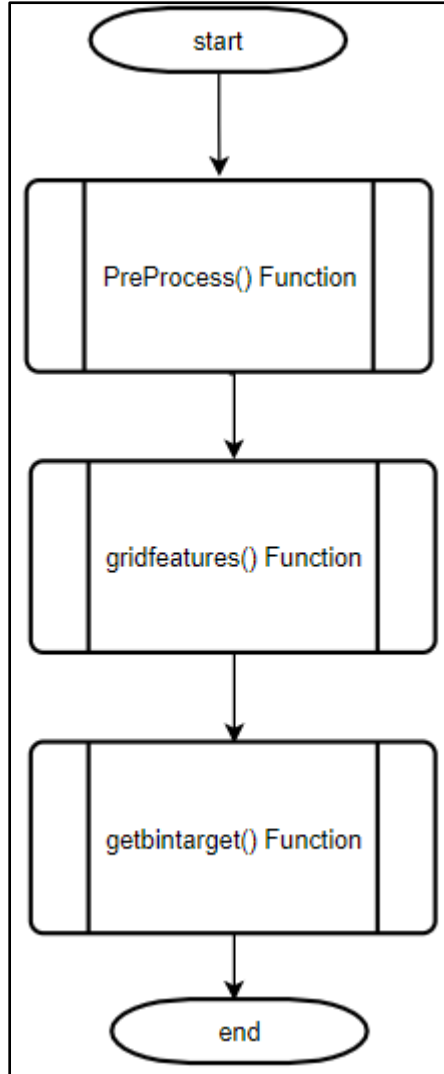 start
PreProcess() Function
gridfeatures() Function
getbintarget() Function
end